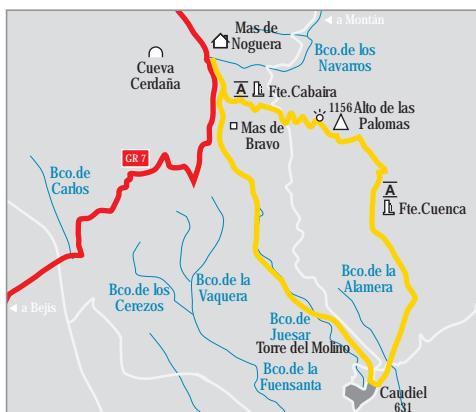 ◄ a Montán
Mas de
Noguera
Bco.de los
Navarros
Cueva
Cerdaña
A Fte.Cabaira
1156 Alto de las
Palomas
Mas de
Bravo
GR 7
Bco.de
Carlos
A
Fte.Cuenca
Bco.de la
Vaquera
Bco.de los
Cerezos
Bco.de la
Alamera
◄ a Bejis
Bco.de
Juesar
Torre del Molino
Bco.de la
Fuensanta
Caudiel
631